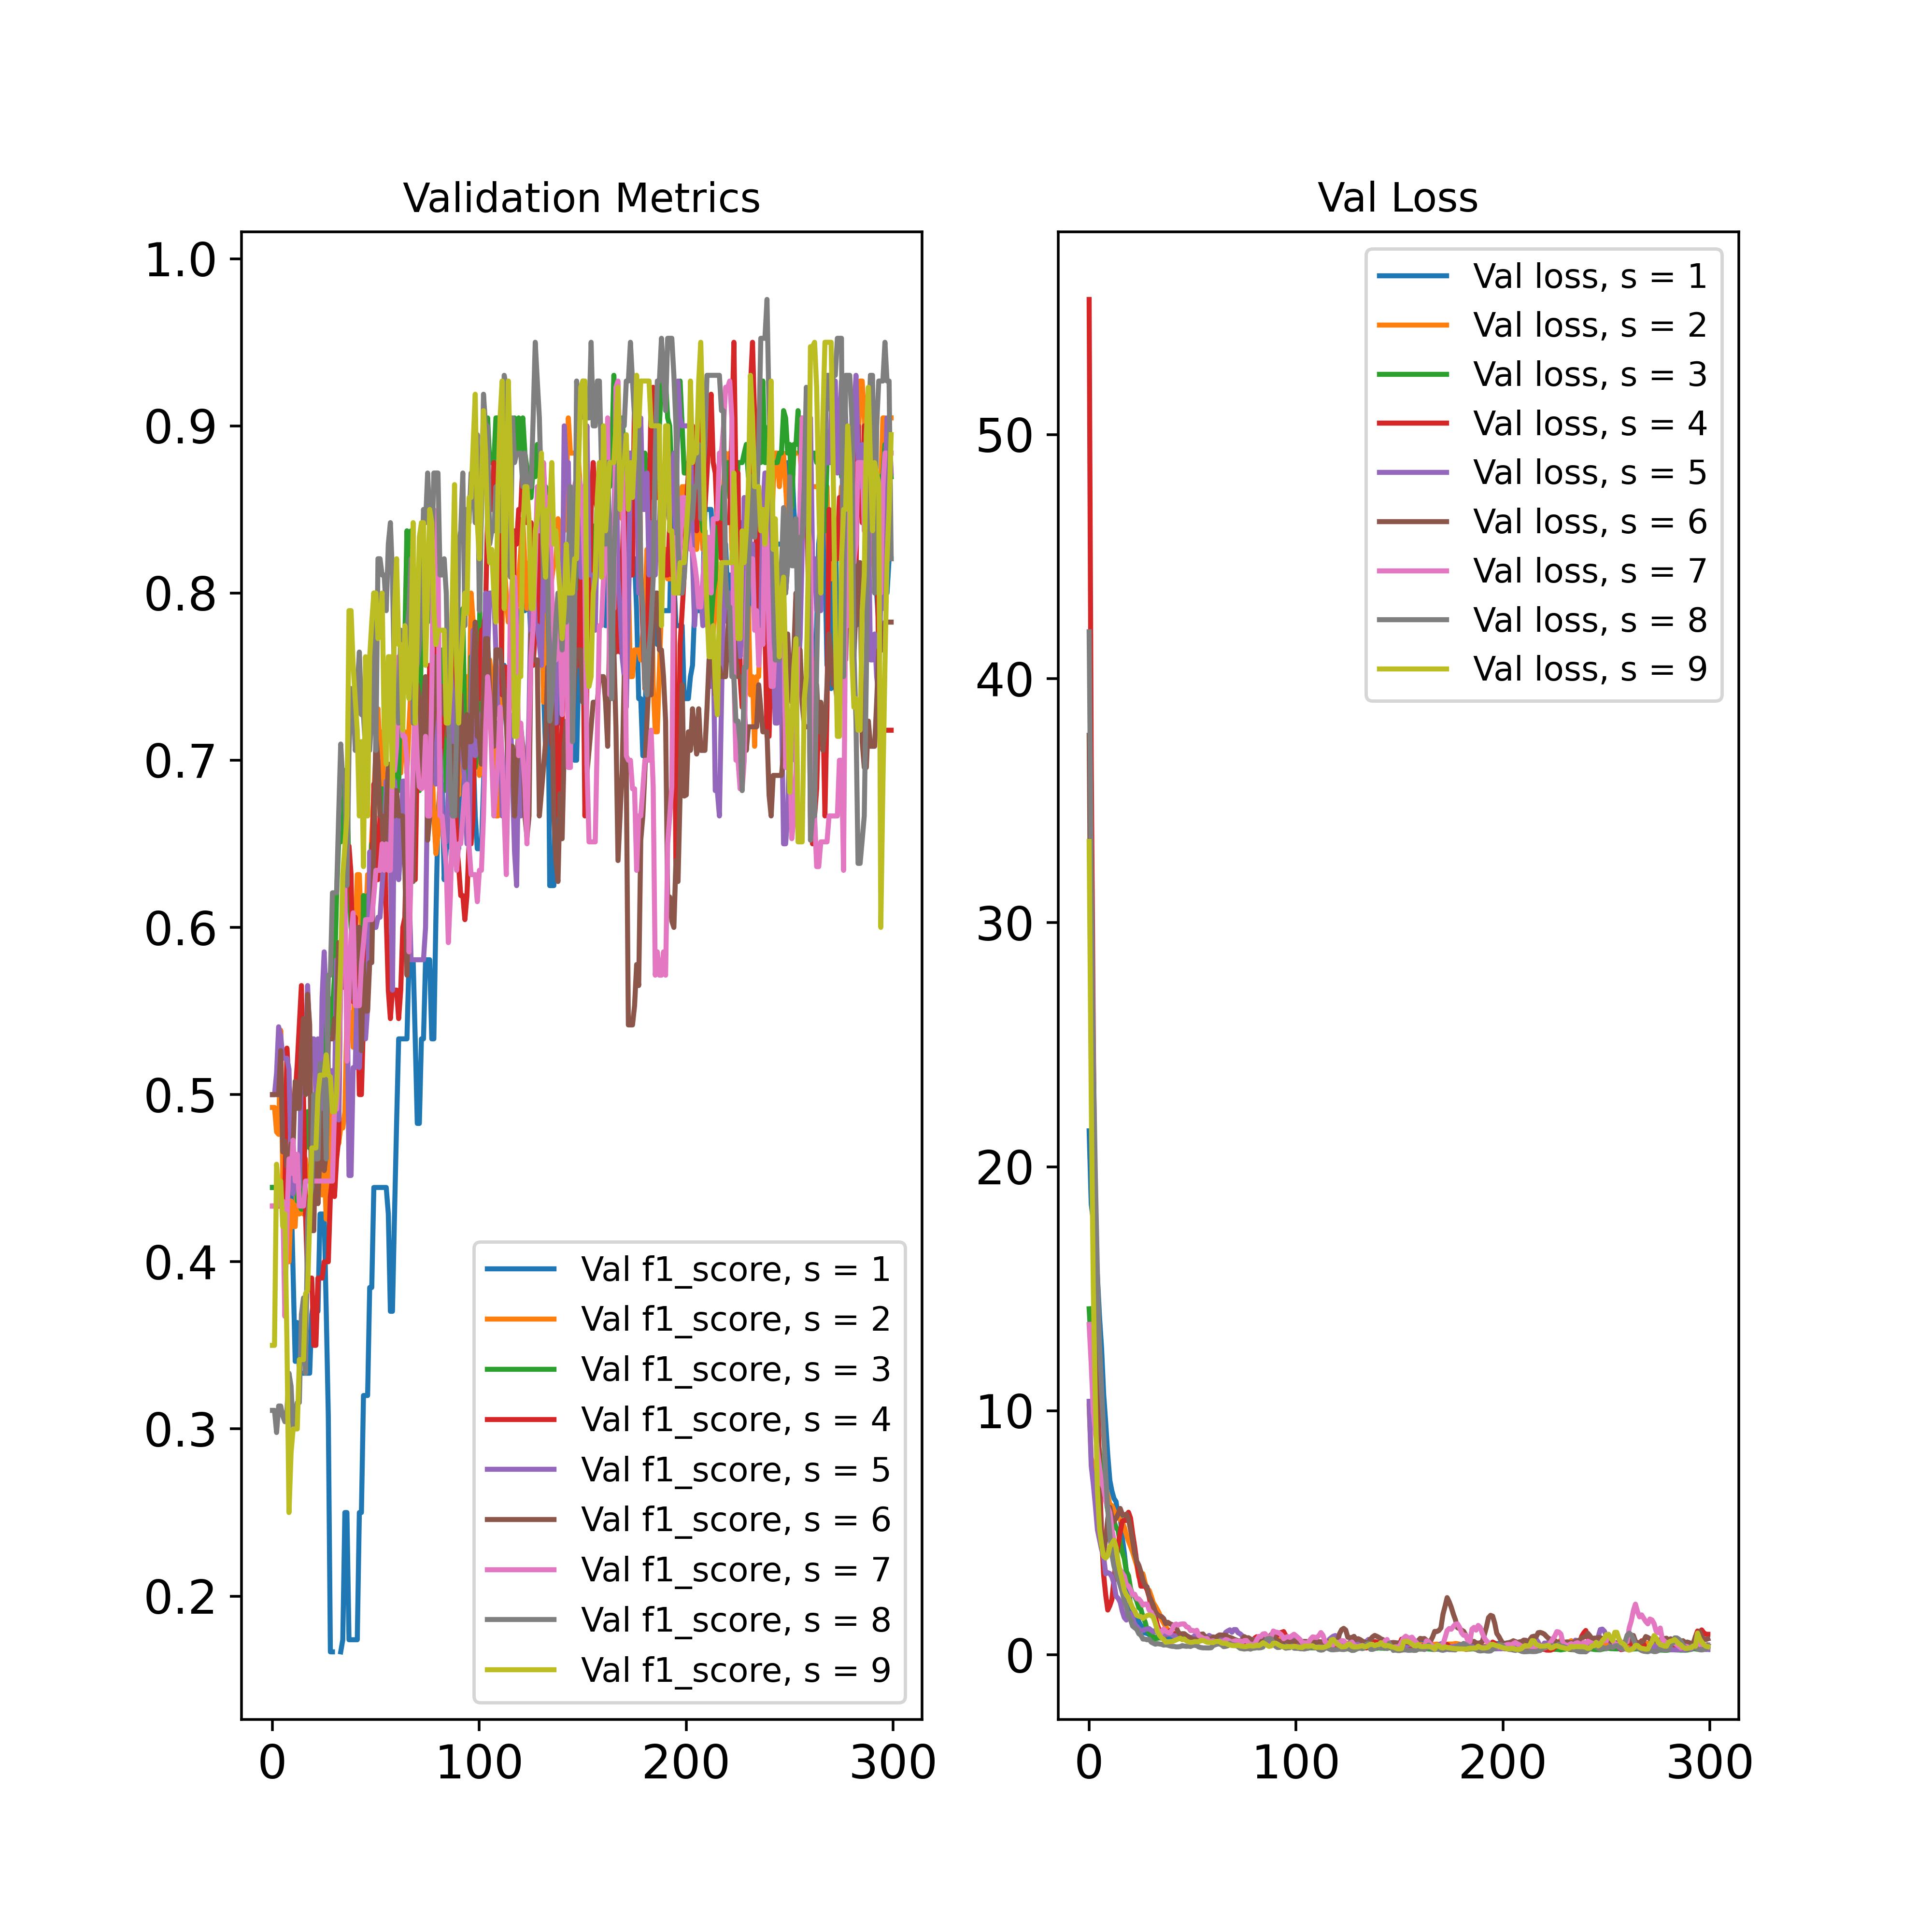 Validation Metrics
1.0
0.9
0.8
0.7
0.6
0.5
0.4
0.3
0.2
0 100 200 300
Val f1_score, s = 1
Val f1_score, s = 2
Val f1_score, s = 3
Val f1_score, s = 4
Val f1_score, s = 5
Val f1_score, s = 6
Val f1_score, s = 7
Val f1_score, s = 8
Val f1_score, s = 9
Val Loss
50
40
30
20
10
0
0 100 200 300
Val loss, s = 1
Val loss, s = 2
Val loss, s = 3
Val loss, s = 4
Val loss, s = 5
Val loss, s = 6
Val loss, s = 7
Val loss, s = 8
Val loss, s = 9